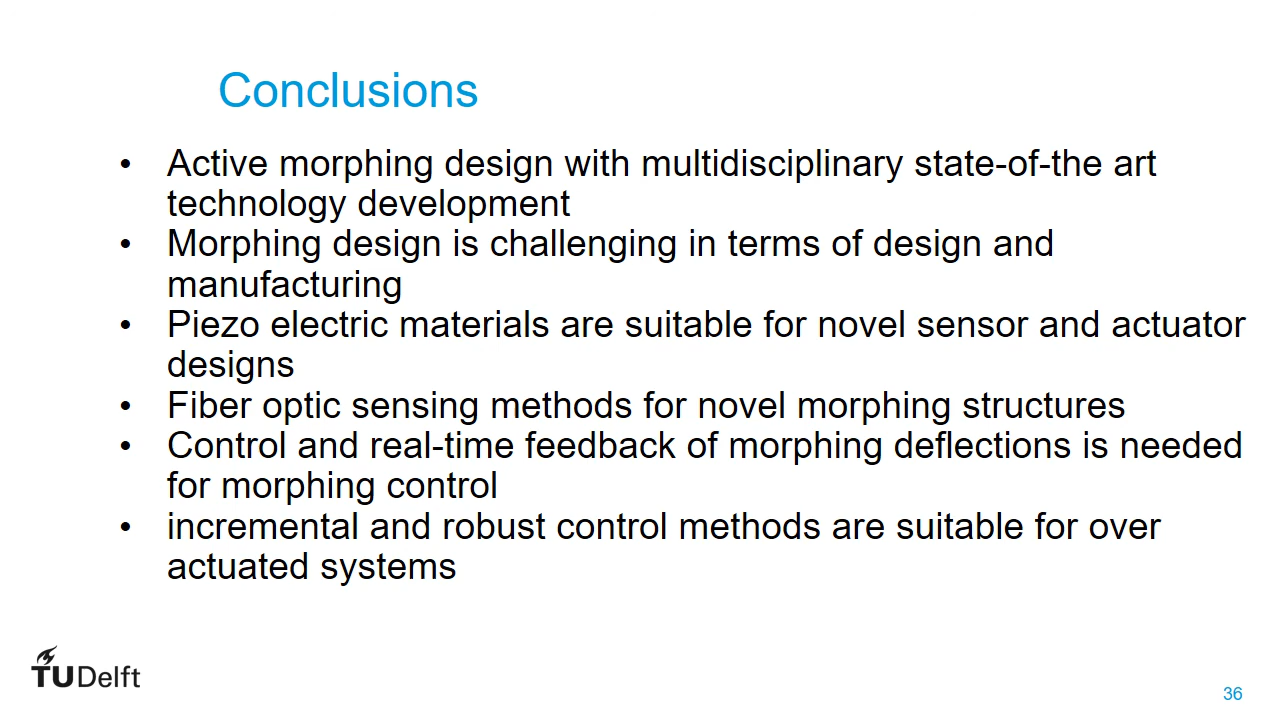 Conclusions
• Active morphing design with multidisciplinary state-of-the art
technology development
• Morphing design is challenging in terms of design and
manufacturing
• Piezo electric materials are suitable for novel sensor and actuator
designs
• Fiber optic sensing methods for novel morphing structures
• Control and real-time feedback of morphing deflections is needed
for morphing control
• incremental and robust control methods are suitable for over
actuated systems
TUDelft
36